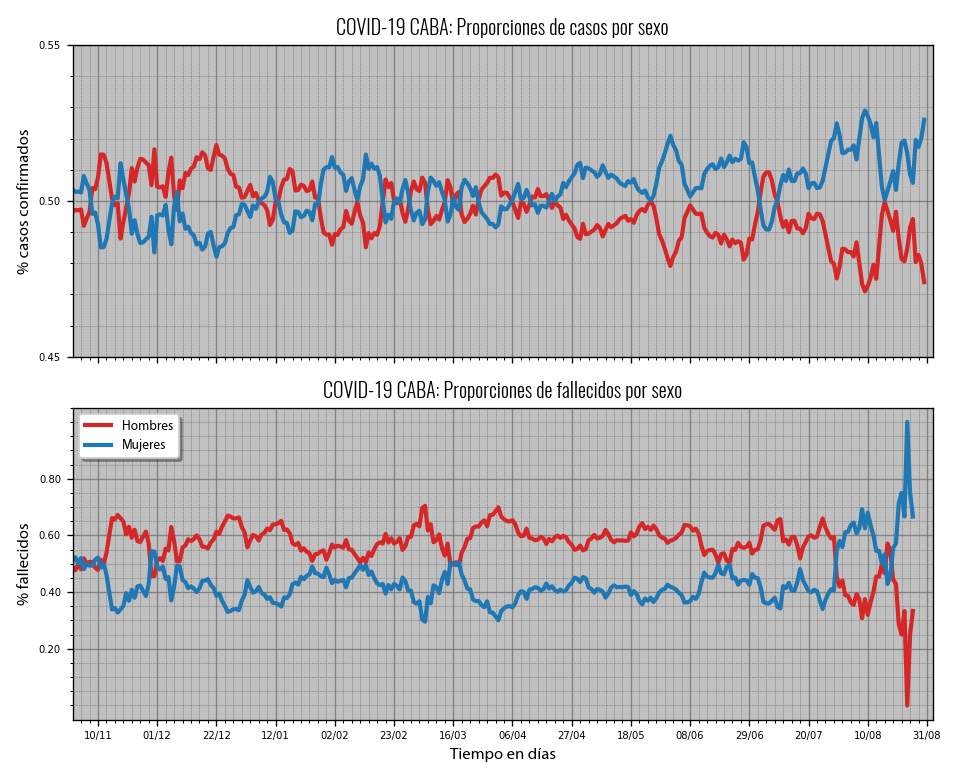 COVID-19 CABA: Proporciones de casos por sexo
0.55
0.50
0.45
% casos confirmados
COVID-19 CABA: Proporciones de fallecidos por sexo
Hombres
Mujeres
0.80
0.60
0.40
0.20
% fallecidos
10/11 01/12 22/12 12/01 02/02 23/02 16/03 06/04 27/04 18/05 08/06 29/06 20/07 10/08 31/08
Tiempo en días